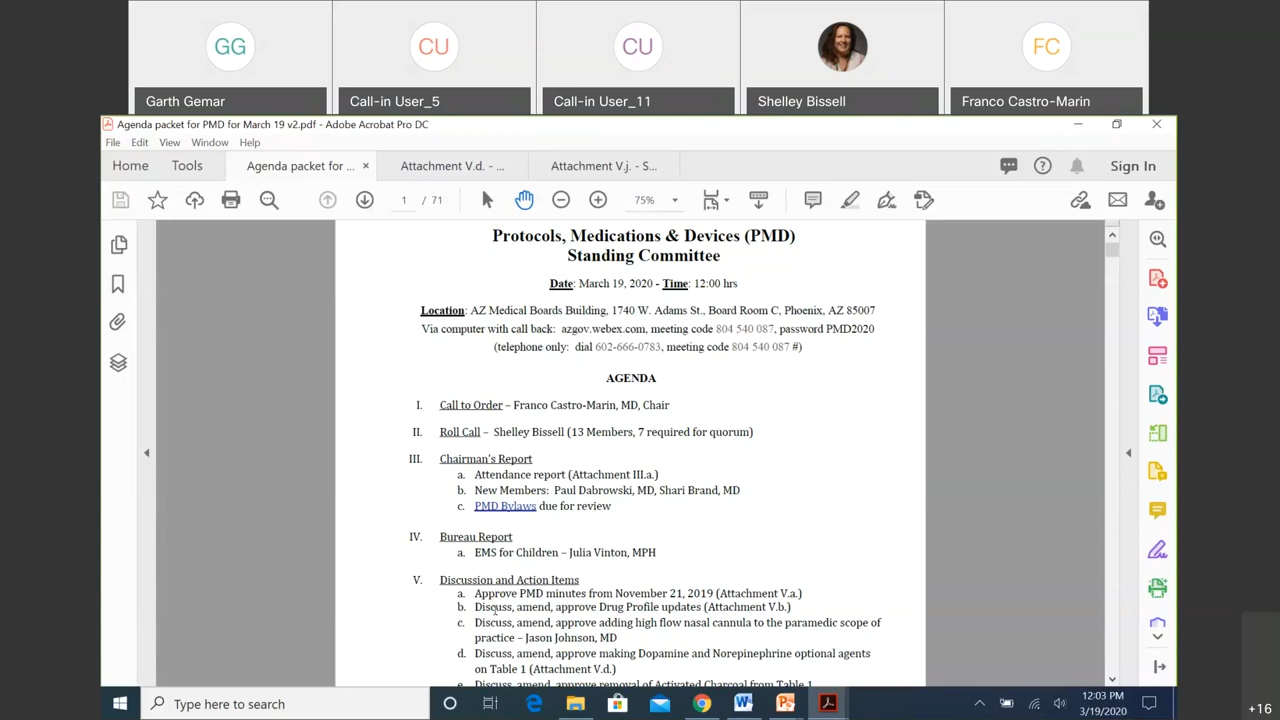 GG
CU
CU
FC
Garth Gemar
Call-in User_5
Call-in User_11
Shelley Bissell
Franco Castro-Marin
Agenda packet for PMD for March 19 v2.pdf - Adobe Acrobat Pro DC
File Edit View Window Help
Home Tools Agenda packet for ... × Attachment V.d. - ... Attachment V.j. - S... Sign In
1 / 71 75%
Protocols, Medications & Devices (PMD)
Standing Committee
Date: March 19, 2020 - Time: 12:00 hrs
Location: AZ Medical Boards Building, 1740 W. Adams St., Board Room C, Phoenix, AZ 85007
Via computer with call back: azgov.webex.com, meeting code 804 540 087, password PMD2020
(telephone only: dial 602-666-0783, meeting code 804 540 087 #)
AGENDA
I. Call to Order – Franco Castro-Marin, MD, Chair
II. Roll Call – Shelley Bissell (13 Members, 7 required for quorum)
III. Chairman's Report
a. Attendance report (Attachment III.a.)
b. New Members: Paul Dabrowski, MD, Shari Brand, MD
c. PMD Bylaws due for review
IV. Bureau Report
a. EMS for Children – Julia Vinton, MPH
V. Discussion and Action Items
a. Approve PMD minutes from November 21, 2019 (Attachment V.a.)
b. Discuss, amend, approve Drug Profile updates (Attachment V.b.)
c. Discuss, amend, approve adding high flow nasal cannula to the paramedic scope of
practice – Jason Johnson, MD
d. Discuss, amend, approve making Dopamine and Norepinephrine optional agents
on Table 1 (Attachment V.d.)
e. Discuss, amend, approve removal of Activated Charcoal from Table 1
Type here to search
12:03 PM
3/19/2020
+16